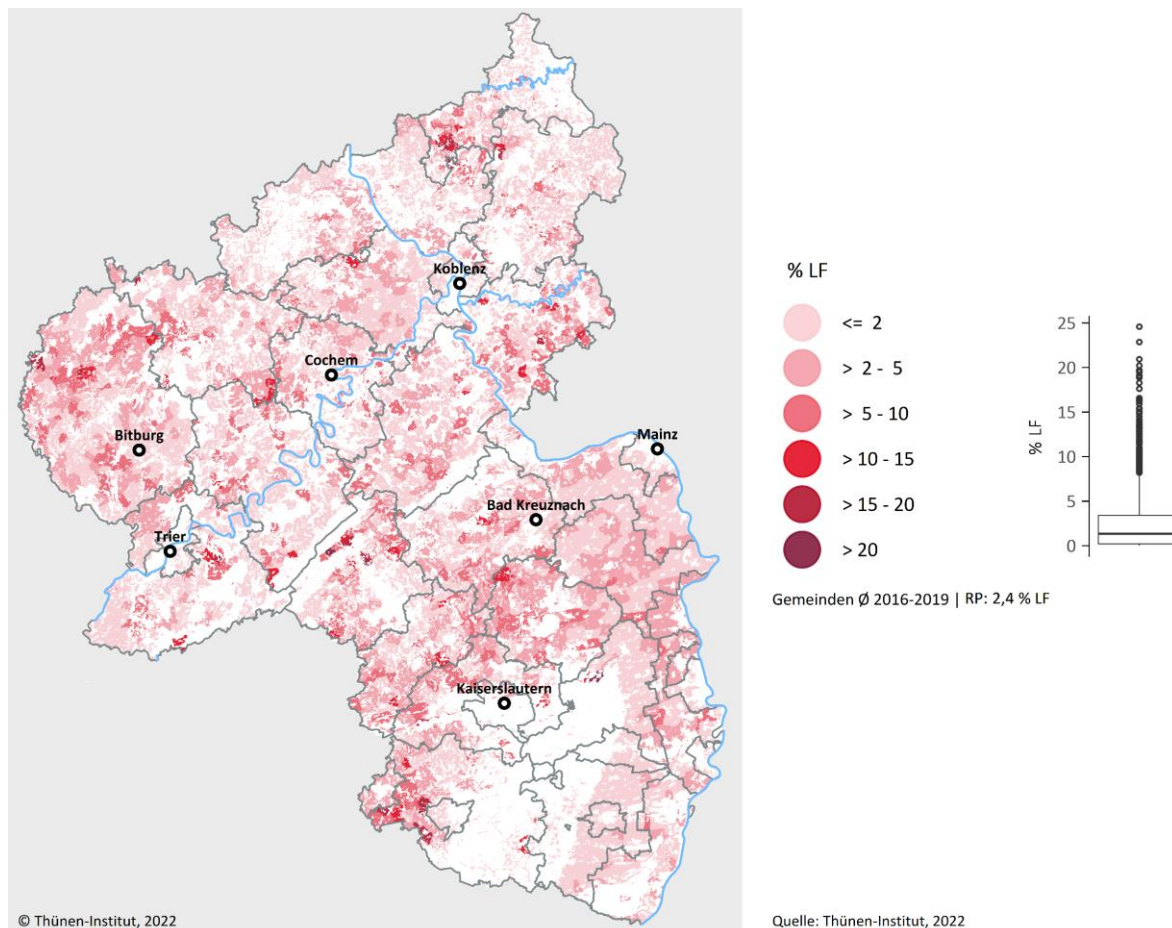 Koblenz
Cochem
Bitburg
Mainz
Bad Kreuznach
Trier
Kaiserslautern
© Thünen-Institut, 2022
% LF
<= 2
> 2 - 5
> 5 - 10
> 10 - 15
> 15 - 20
> 20
Gemeinden Ø 2016-2019 | RP: 2,4 % LF
% LF
25
20
15
10
5
0
Quelle: Thünen-Institut, 2022